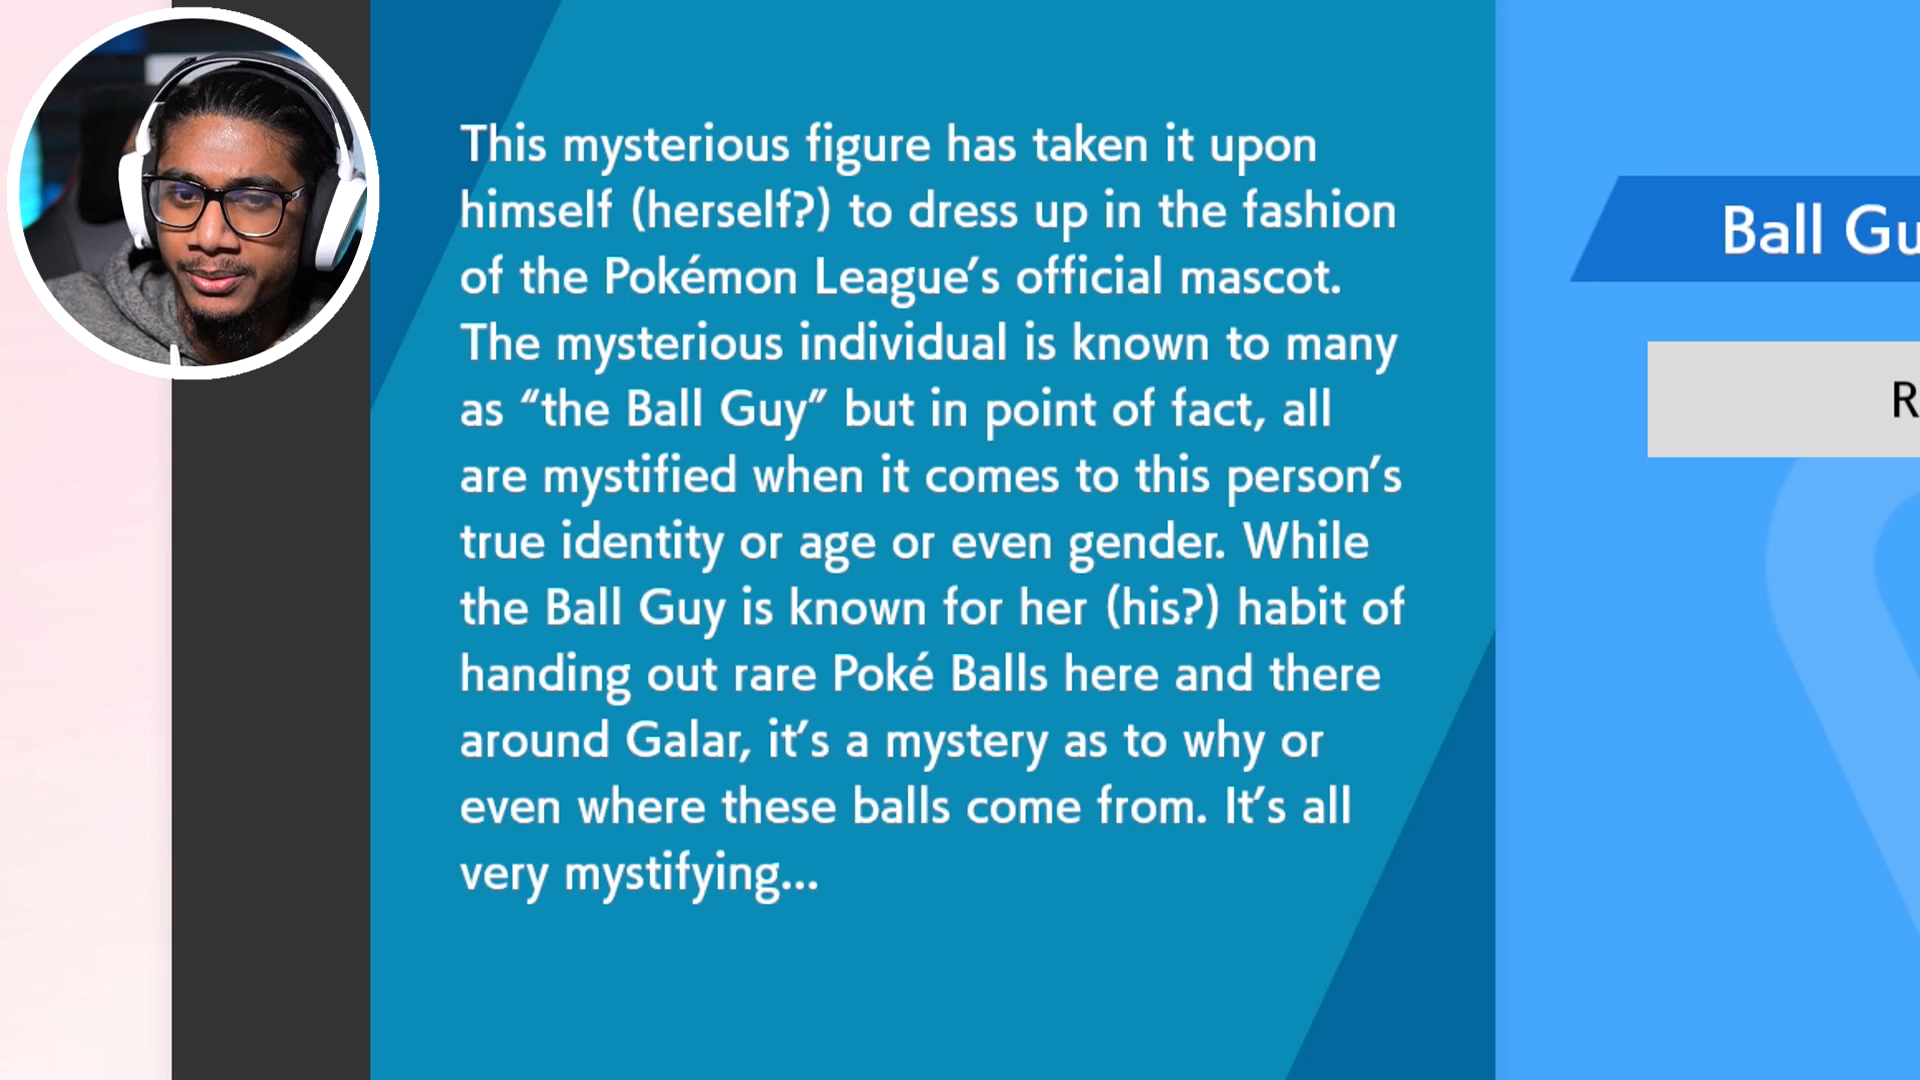 This mysterious figure has taken it upon
himself (herself?) to dress up in the fashion
of the Pokémon League’s official mascot.
The mysterious individual is known to many
as “the Ball Guy” but in point of fact, all
are mystified when it comes to this person’s
true identity or age or even gender. While
the Ball Guy is known for her (his?) habit of
handing out rare Poké Balls here and there
around Galar, it’s a mystery as to why or
even where these balls come from. It’s all
very mystifying...
Ball Gu
R